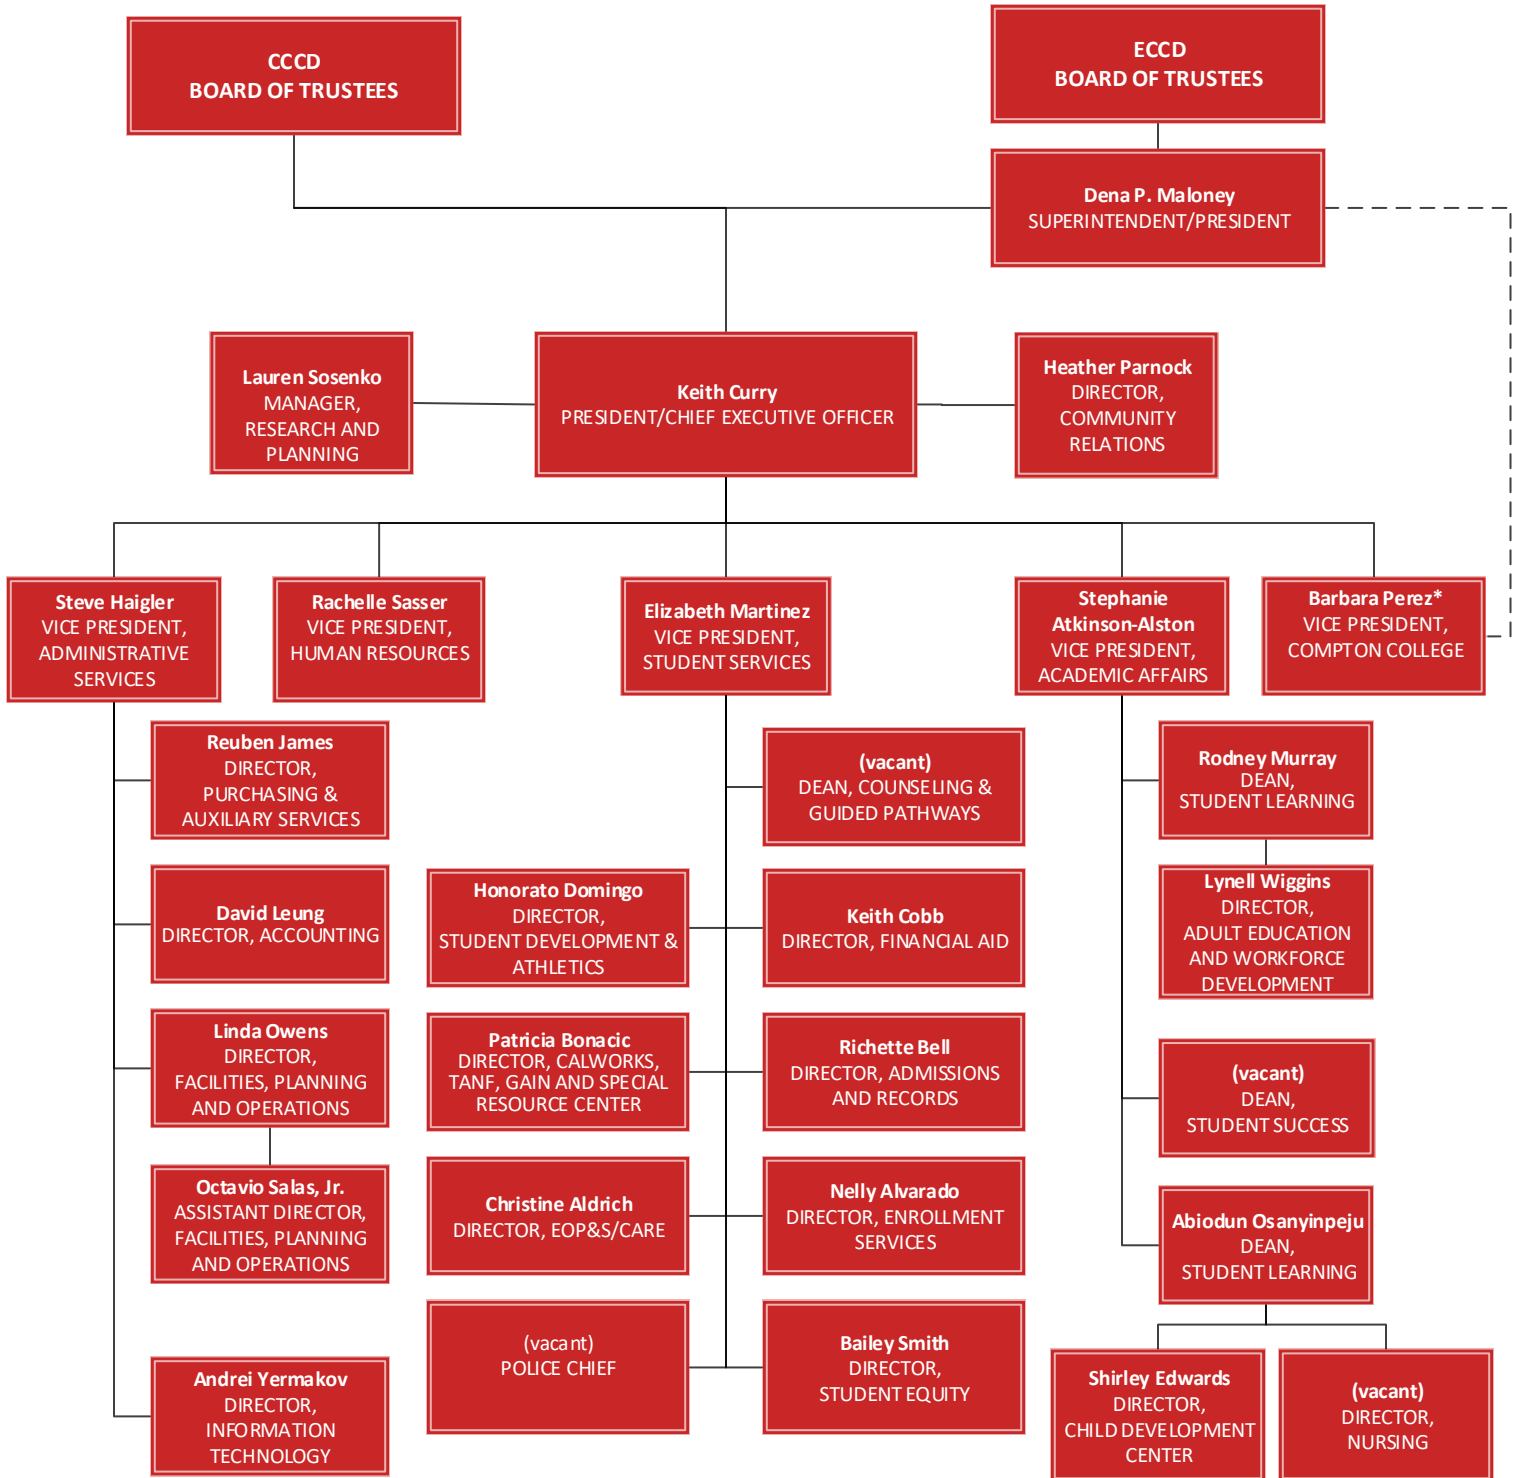 CCCD
BOARD OF TRUSTEES
ECCD
BOARD OF TRUSTEES
Dena P. Maloney
SUPERINTENDENT/PRESIDENT
Lauren Sosenko
MANAGER,
RESEARCH AND
PLANNING
Keith Curry
PRESIDENT/CHIEF EXECUTIVE OFFICER
Heather Parnock
DIRECTOR,
COMMUNITY
RELATIONS
Steve Haigler
VICE PRESIDENT,
ADMINISTRATIVE
SERVICES
Rachelle Sasser
VICE PRESIDENT,
HUMAN RESOURCES
Elizabeth Martinez
VICE PRESIDENT,
STUDENT SERVICES
Stephanie
Atkinson-Alston
VICE PRESIDENT,
ACADEMIC AFFAIRS
Barbara Perez*
VICE PRESIDENT,
COMPTON COLLEGE
Reuben James
DIRECTOR,
PURCHASING &
AUXILIARY SERVICES
David Leung
DIRECTOR, ACCOUNTING
Linda Owens
DIRECTOR,
FACILITIES, PLANNING
AND OPERATIONS
Octavio Salas, Jr.
ASSISTANT DIRECTOR,
FACILITIES, PLANNING
AND OPERATIONS
Andrei Yermakov
DIRECTOR,
INFORMATION
TECHNOLOGY
(vacant)
DEAN, COUNSELING &
GUIDED PATHWAYS
Honorato Domingo
DIRECTOR,
STUDENT DEVELOPMENT &
ATHLETICS
Keith Cobb
DIRECTOR, FINANCIAL AID
Patricia Bonacic
DIRECTOR, CALWORKS,
TANF, GAIN AND SPECIAL
RESOURCE CENTER
Richette Bell
DIRECTOR, ADMISSIONS
AND RECORDS
Christine Aldrich
DIRECTOR, EOP&S/CARE
Nelly Alvarado
DIRECTOR, ENROLLMENT
SERVICES
(vacant)
POLICE CHIEF
Bailey Smith
DIRECTOR,
STUDENT EQUITY
Rodney Murray
DEAN,
STUDENT LEARNING
Lynell Wiggins
DIRECTOR,
ADULT EDUCATION
AND WORKFORCE
DEVELOPMENT
(vacant)
DEAN,
STUDENT SUCCESS
Abiodun Osanyinpeju
DEAN,
STUDENT LEARNING
Shirley Edwards
DIRECTOR,
CHILD DEVELOPMENT
CENTER
(vacant)
DIRECTOR,
NURSING